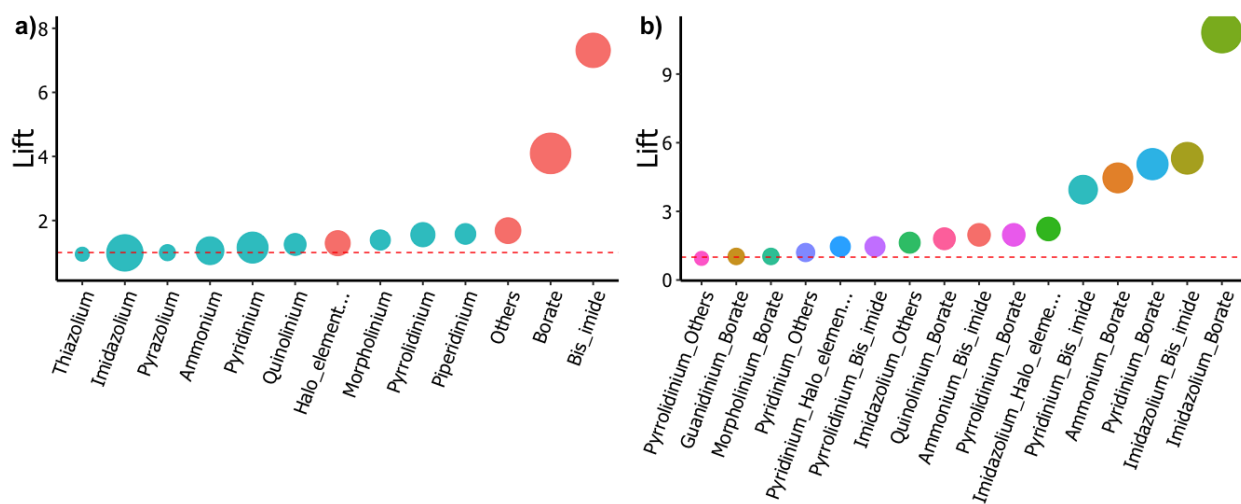 a)
Lift
8
6
4
2
Thiazolium
Imidazolium
Pyrazolium
Ammonium
Pyridinium
Quinolinium
Halo_element...
Morpholinium
Pyrrolidinium
Piperidinium
Others
Borate
Bis_imide
b)
Lift
9
6
3
0
Pyrrolidinium_Others
Guanidinium_Borate
Morpholinium_Borate
Pyridinium_Others
Pyridinium_Halo_elemen...
Pyrrolidinium_Bis_imide
Imidazolium_Others
Quinolinium_Borate
Ammonium_Bis_imide
Pyrrolidinium_Borate
Imidazolium_Halo_eleme...
Pyridinium_Bis_imide
Ammonium_Borate
Pyridinium_Borate
Imidazolium_Bis_imide
Imidazolium_Borate